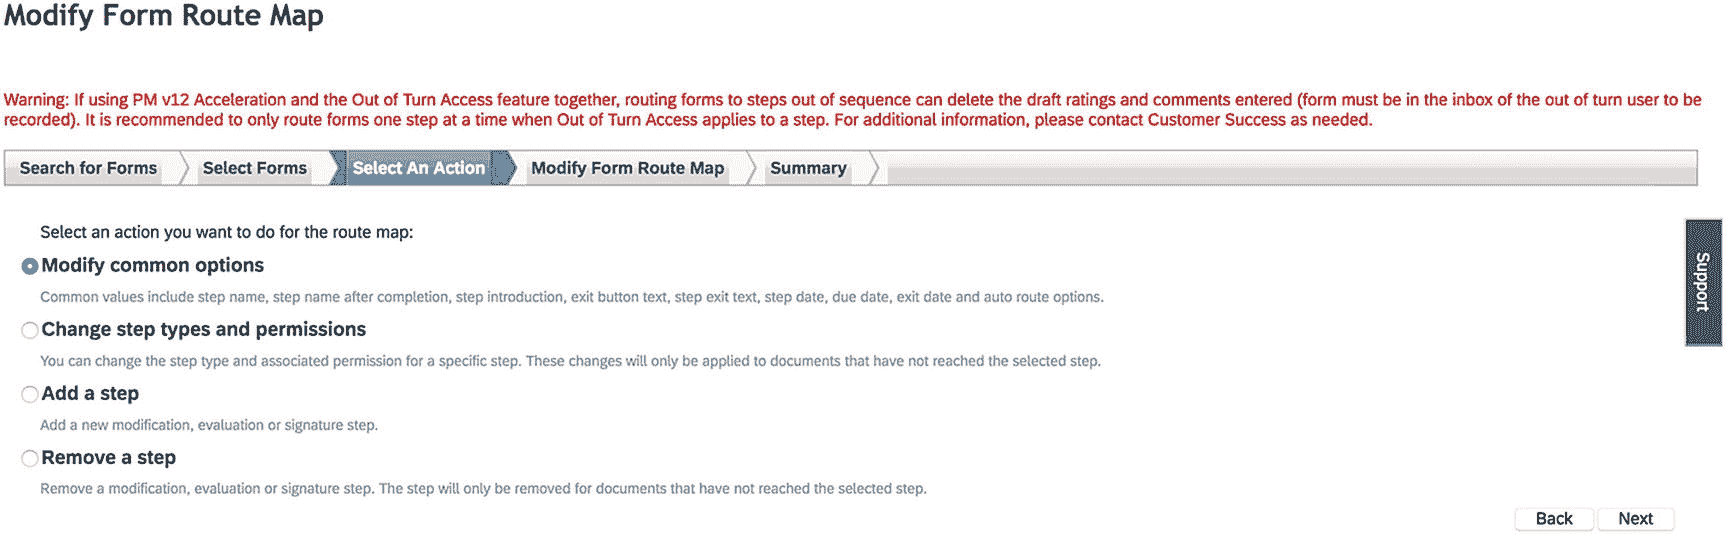 Modify Form Route Map
Warning: If using PM v12 Acceleration and the Out of Turn Access feature together, routing forms to steps out of sequence can delete the draft ratings and comments entered (form must be in the inbox of the out of turn user to be
recorded). It is recommended to only route forms one step at a time when Out of Turn Access applies to a step. For additional information, please contact Customer Success as needed.
Search for Forms Select Forms Select An Action Modify Form Route Map Summary
Select an action you want to do for the route map:
Modify common options
Common values include step name, step name after completion, step introduction, exit button text, step exit text, step date, due date, exit date and auto route options.
Change step types and permissions
You can change the step type and associated permission for a specific step. These changes will only be applied to documents that have not reached the selected step.
Add a step
Add a new modification, evaluation or signature step.
Remove a step
Remove a modification, evaluation or signature step. The step will only be removed for documents that have not reached the selected step.
Back Next
Support